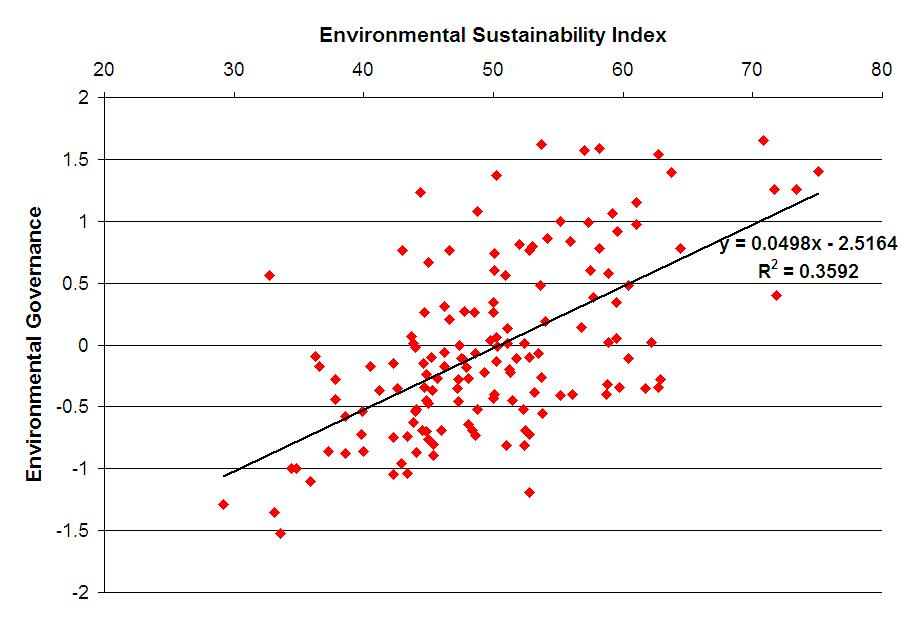 Environmental Sustainability Index
20 30 40 50 60 70 80
2
1.5
1
0.5
0
-0.5
-1
-1.5
-2
Environmental Governance
y = 0.0498x - 2.5164
R² = 0.3592